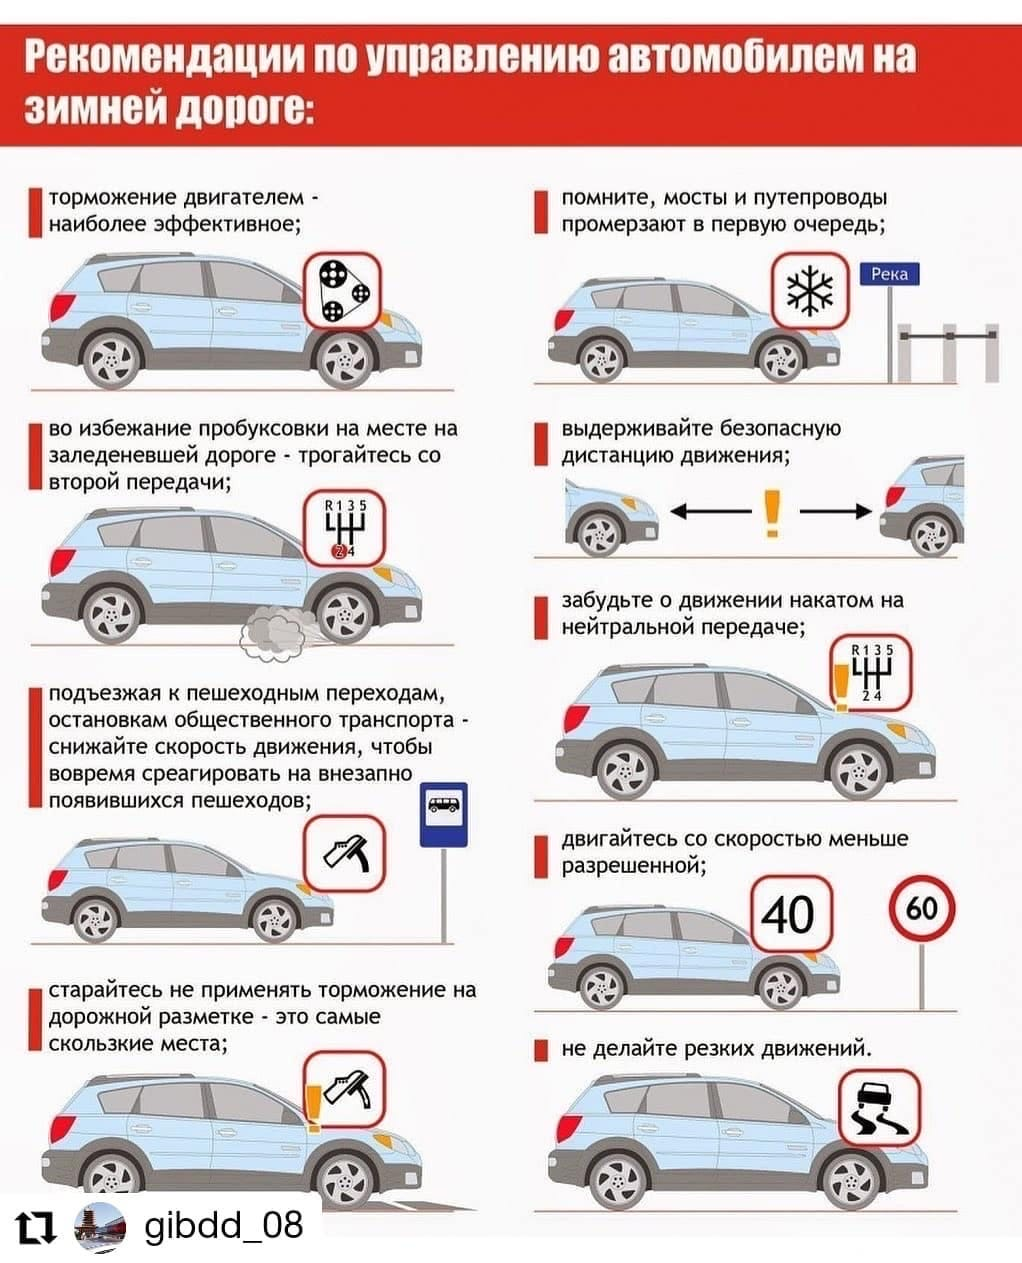 Рекомендации по управлению автомобилем на
зимней дороге:
торможение двигателем -
наиболее эффективное;
во избежание пробуксовки на месте на
заледеневшей дороге - трогайтесь со
второй передачи;
R 1 3 5
2 4
подъезжая к пешеходным переходам,
остановкам общественного транспорта -
снижайте скорость движения, чтобы
вовремя среагировать на внезапно
появившихся пешеходов;
старайтесь не применять торможение на
дорожной разметке - это самые
скользкие места;
помните, мосты и путепроводы
промерзают в первую очередь;
Река
выдерживайте безопасную
дистанцию движения;
забудьте о движении накатом на
нейтральной передаче;
R 1 3 5
2 4
двигайтесь со скоростью меньше
разрешенной;
40
60
не делайте резких движений.
gibdd_08